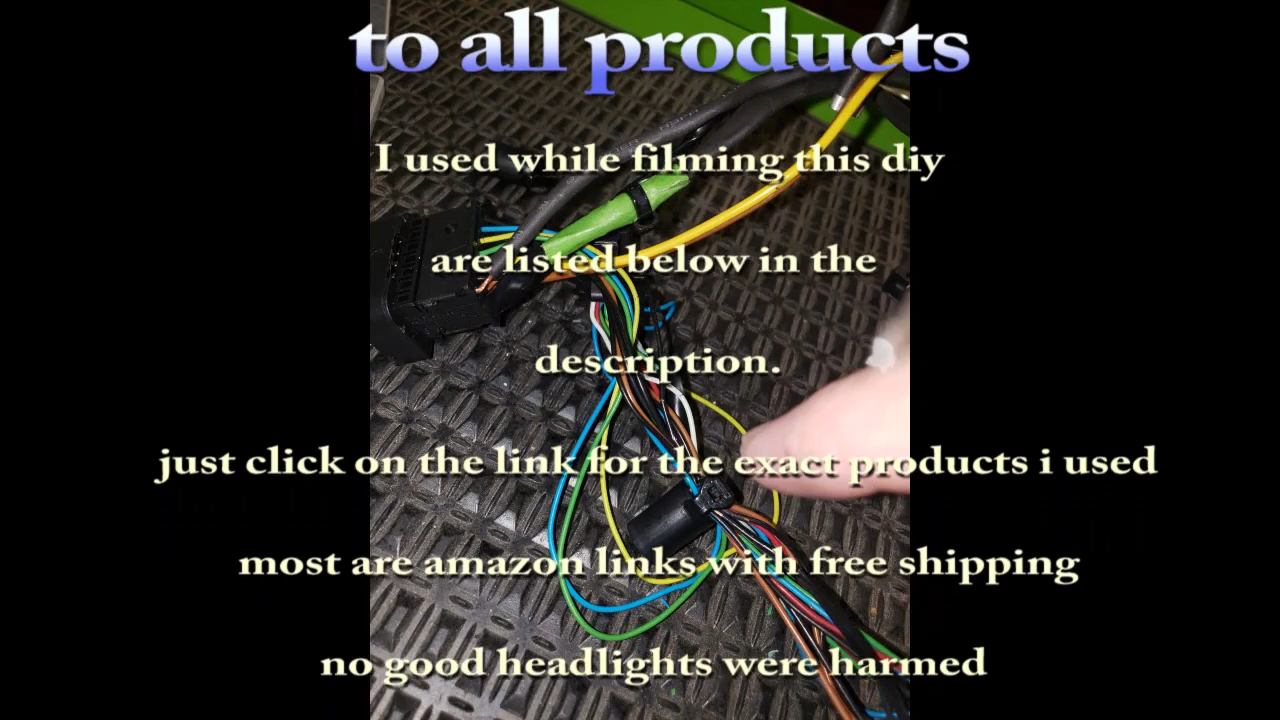 to all products
I used while filming this diy
are listed below in the
description.
just click on the link for the exact products i used
most are amazon links with free shipping
no good headlights were harmed